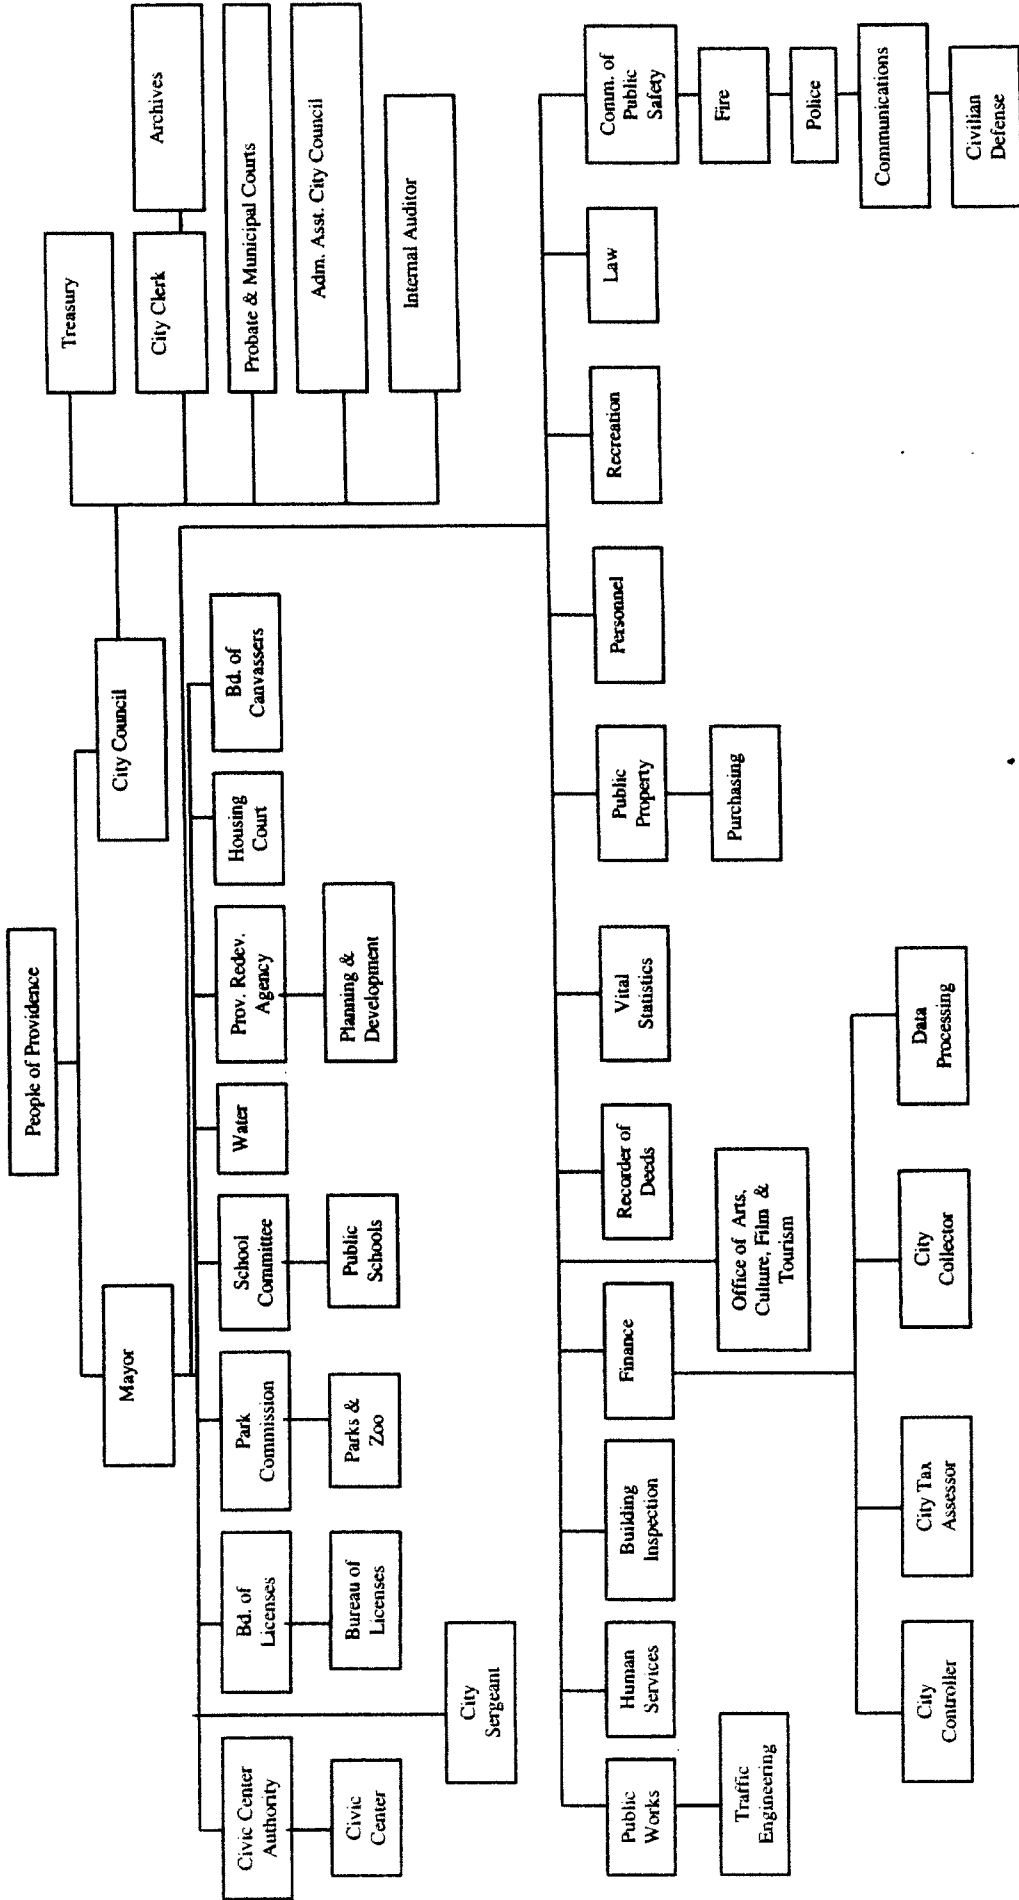 People of Providence
Mayor
City Council
Treasury
City Clerk
Archives
Probate & Municipal Courts
Adm. Asst. City Council
Internal Auditor
Civic Center
Authority
Bd. of
Licenses
Park
Commission
School
Committee
Water
Prov. Redev.
Agency
Housing
Court
Bd. of
Canvassers
Civic
Center
Bureau of
Licenses
Parks &
Zoo
Public
Schools
Planning &
Development
City
Sergeant
Public
Works
Human
Services
Building
Inspection
Finance
Recorder of
Deeds
Vital
Statistics
Public
Property
Personnel
Recreation
Law
Comm. of
Public
Safety
Traffic
Engineering
Office of Arts,
Culture, Film &
Tourism
Purchasing
Fire
Police
Communications
Civilian
Defense
City
Controller
City Tax
Assessor
City
Collector
Data
Processing